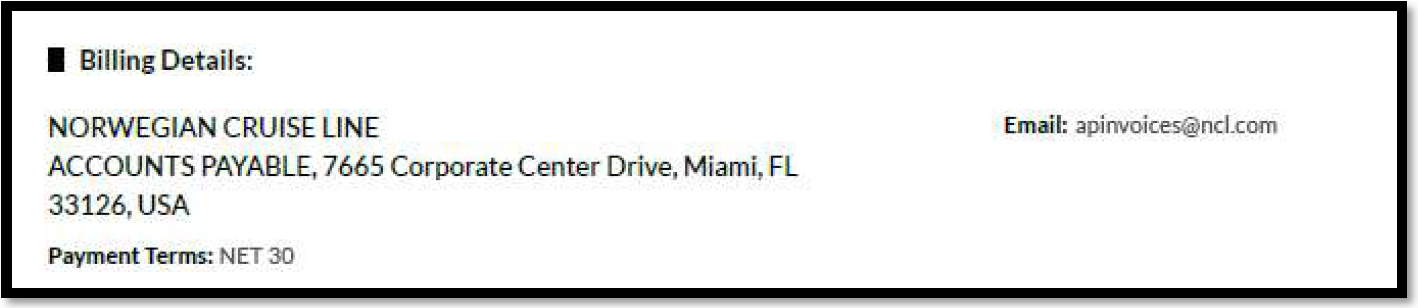 Billing Details:
NORWEGIAN CRUISE LINE
ACCOUNTS PAYABLE, 7665 Corporate Center Drive, Miami, FL
33126, USA
Email: apinvoices@ncl.com
Payment Terms: NET 30